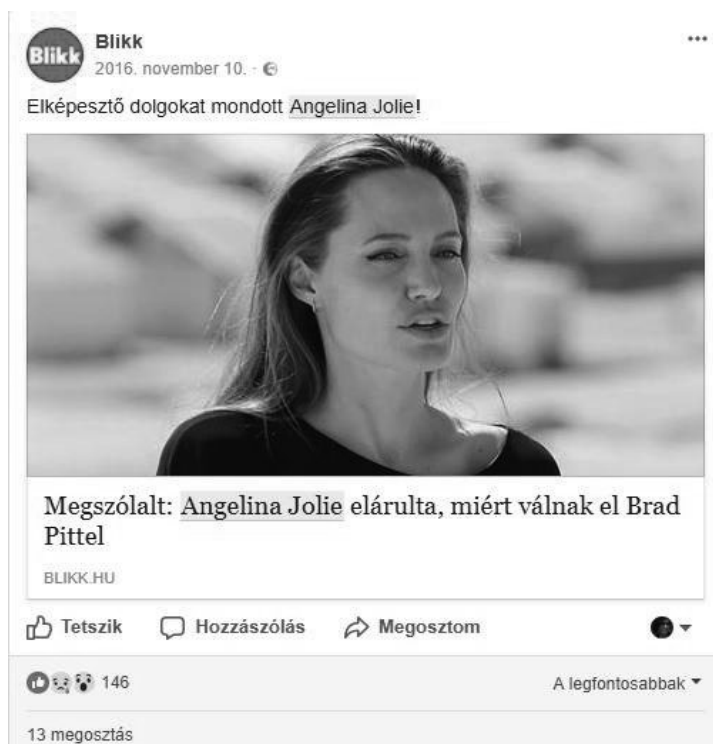 Blikk
Blikk
2016. november 10. ·
Elképesztő dolgokat mondott Angelina Jolie!
Megszólalt: Angelina Jolie elárulta, miért válnak el Brad
Pittel
BLIKK.HU
Tetszik Hozzászólás Megosztom
146 A legfontosabbak
13 megosztás